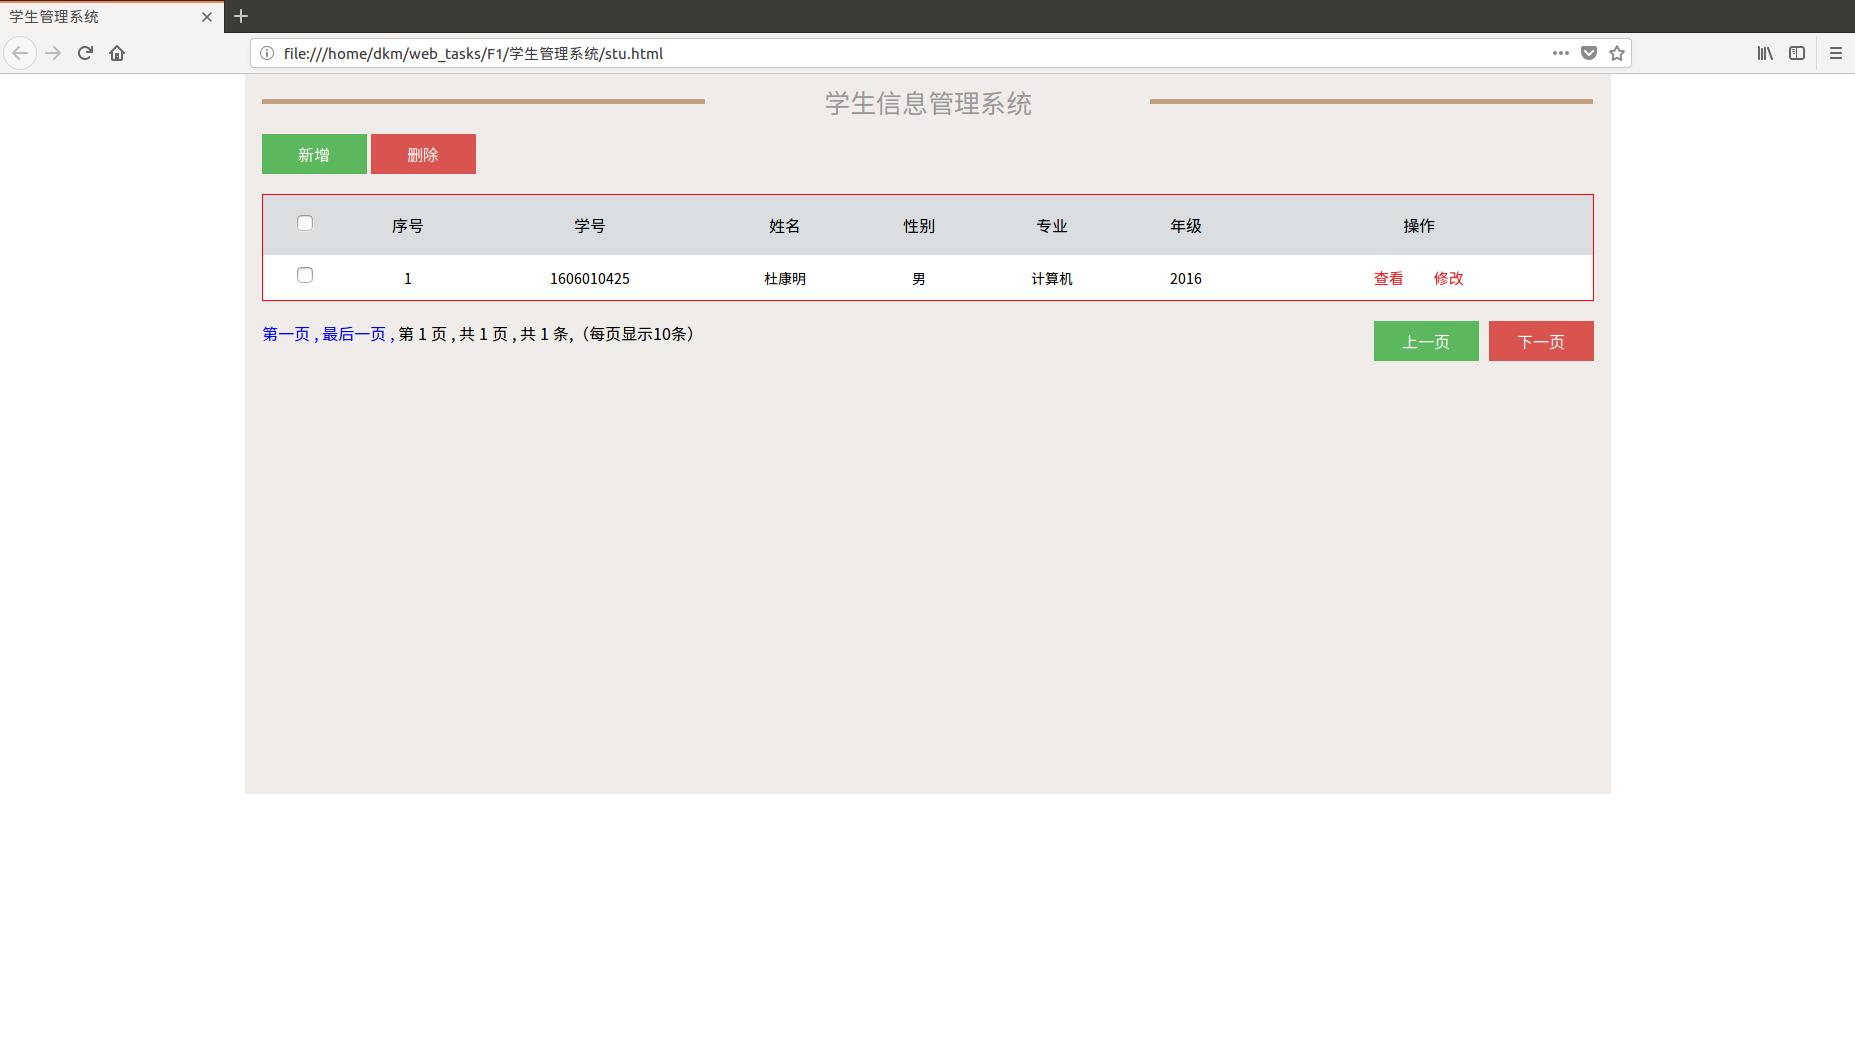 学生管理系统
file:///home/dkm/web_tasks/F1/学生管理系统/stu.html
学生信息管理系统
新增 删除
序号 学号 姓名 性别 专业 年级 操作
1 1606010425 杜康明 男 计算机 2016 查看 修改
第一页 , 最后一页 , 第 1 页 , 共 1 页 , 共 1 条,（每页显示10条） 上一页 下一页